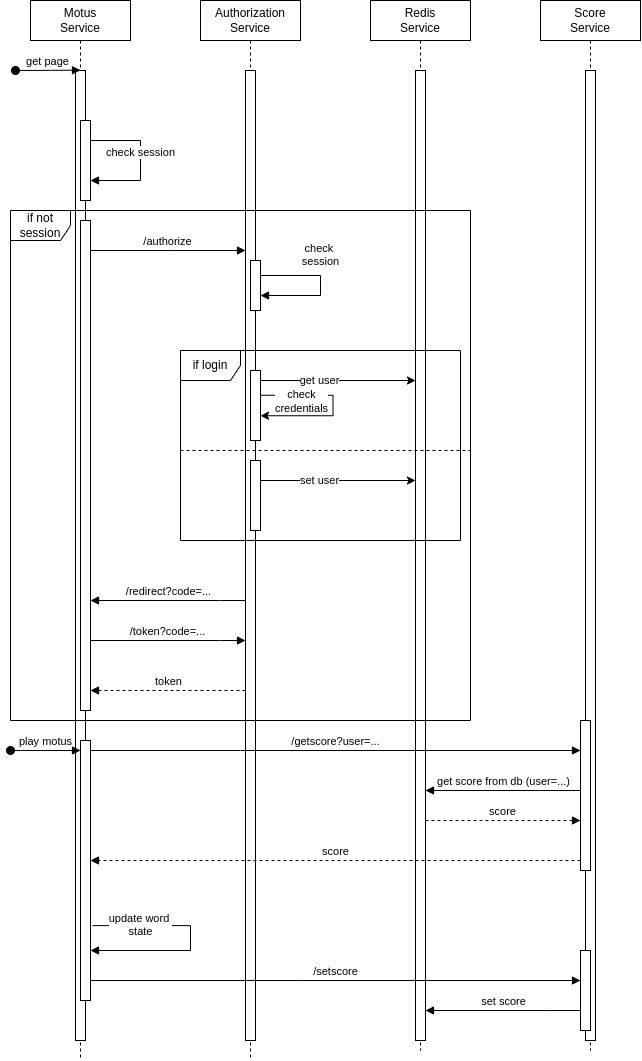 Motus
Service
Authorization
Service
Redis
Service
Score
Service
get page
check session
if not
session
/authorize
check
session
if login
get user
check
credentials
set user
/redirect?code=...
/token?code=...
token
play motus
/getscore?user=...
get score from db (user=...)
score
score
update word
state
/setscore
set score